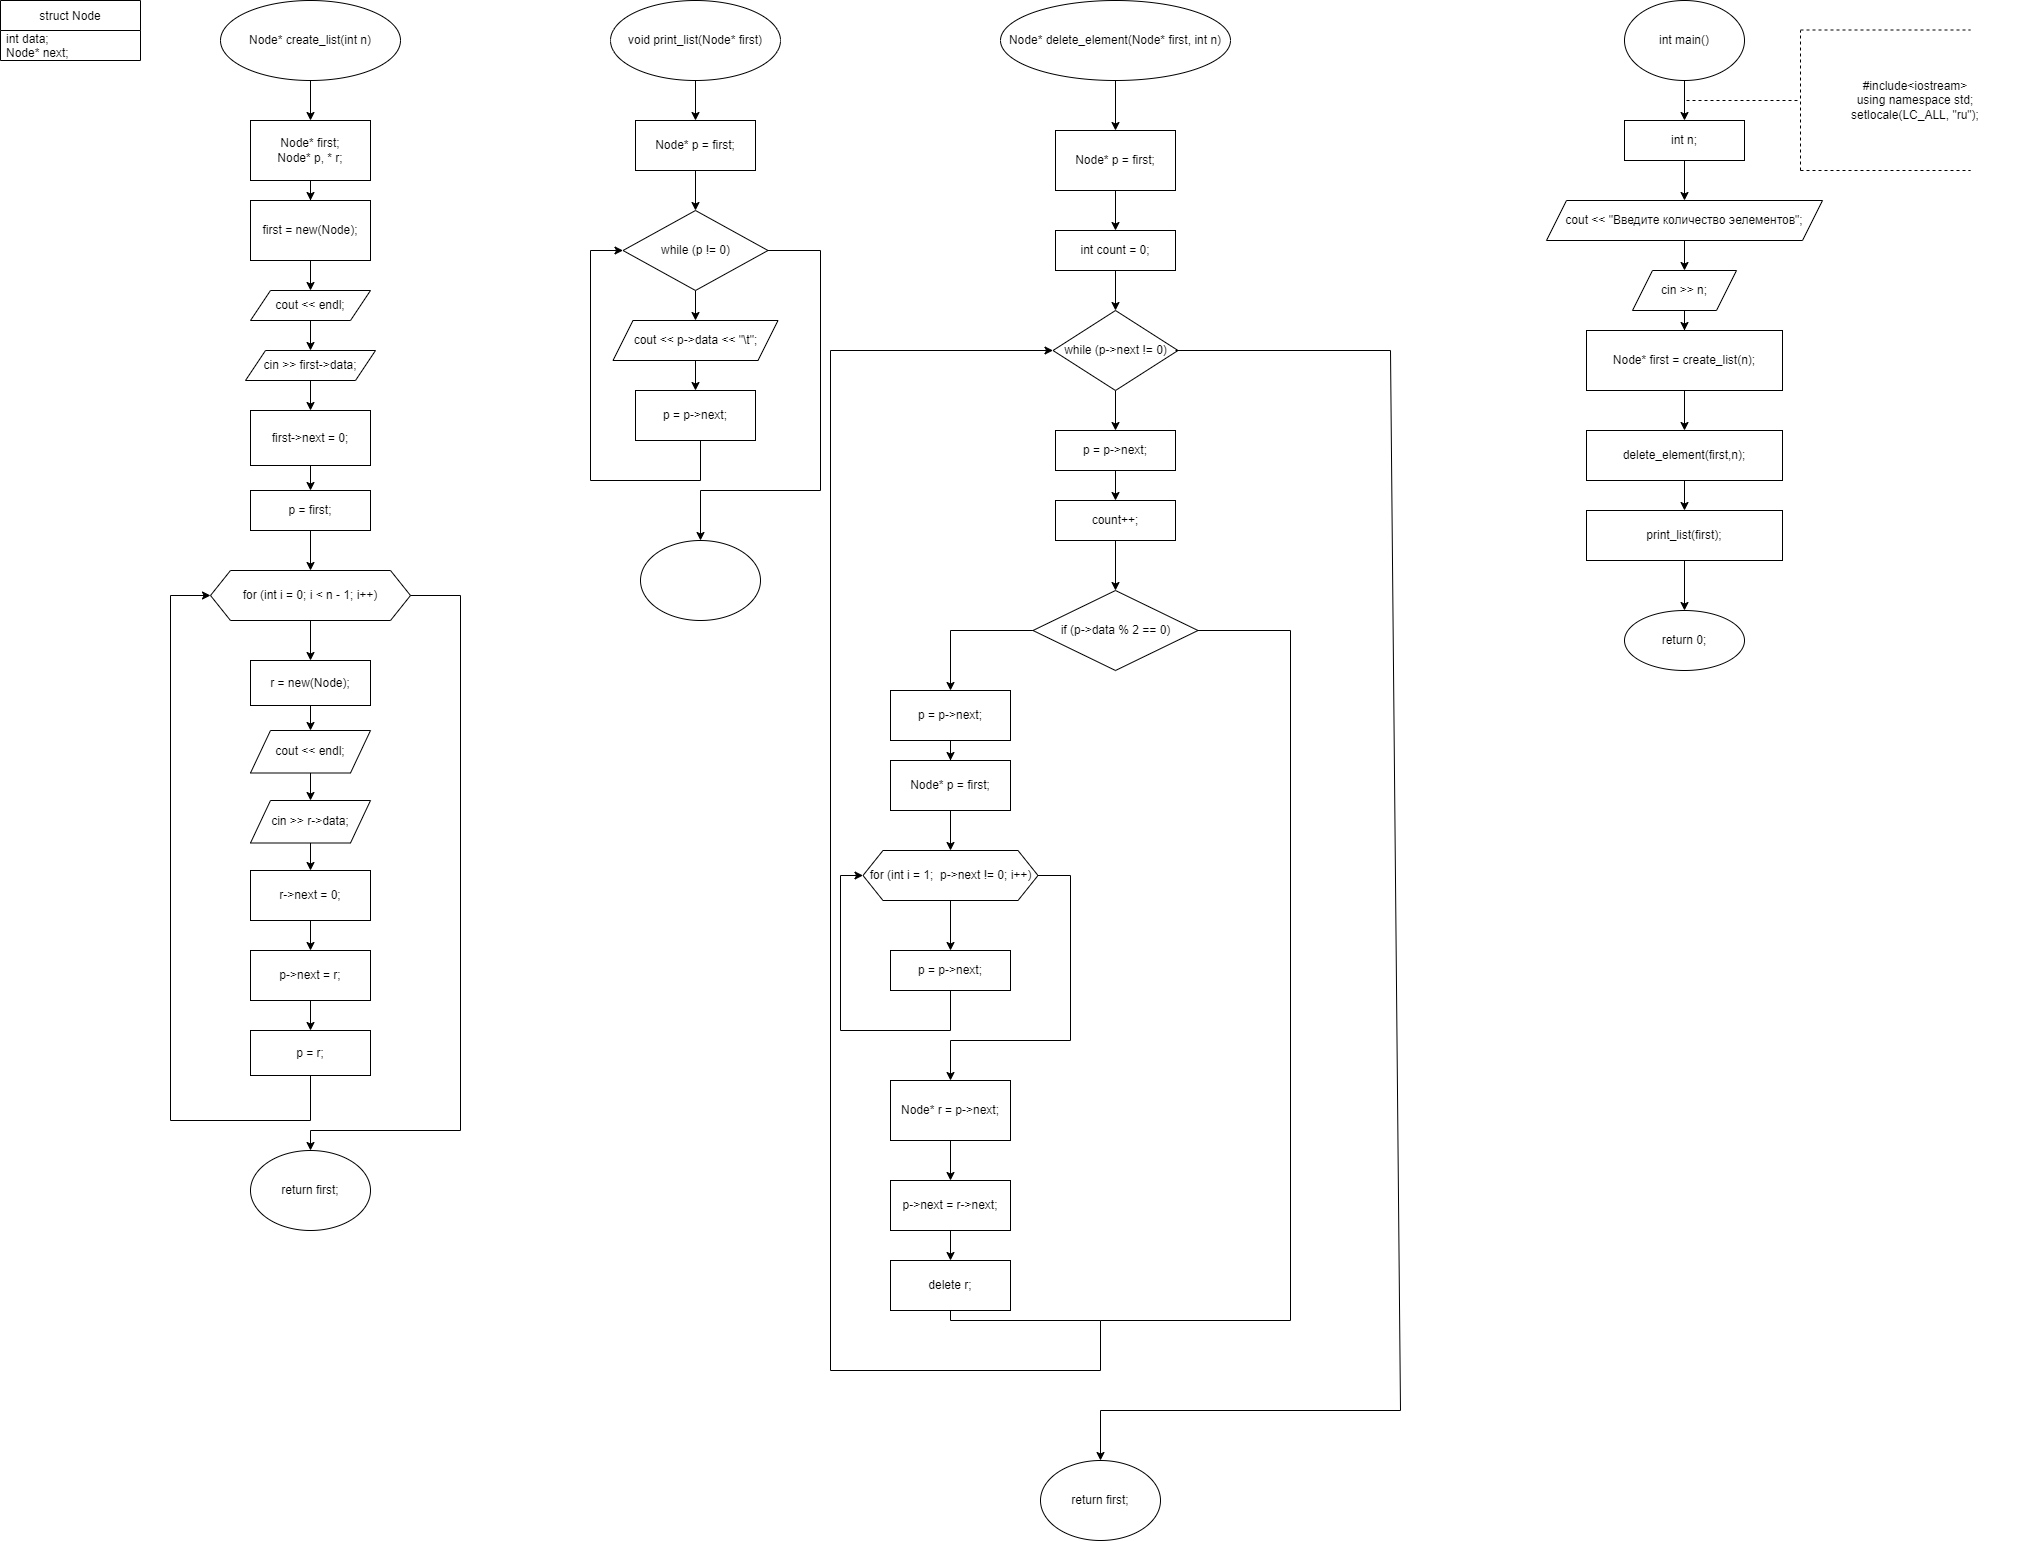 struct Node
int data;
Node* next;
Node* create_list(int n)
Node* first;
Node* p, * r;
first = new(Node);
cout << endl;
cin >> first->data;
first->next = 0;
p = first;
for (int i = 0; i < n - 1; i++)
r = new(Node);
cout << endl;
cin >> r->data;
r->next = 0;
p->next = r;
p = r;
return first;
void print_list(Node* first)
Node* p = first;
while (p != 0)
cout << p->data << "\t";
p = p->next;
Node* delete_element(Node* first, int n)
Node* p = first;
int count = 0;
while (p->next != 0)
p = p->next;
count++;
if (p->data % 2 == 0)
p = p->next;
Node* p = first;
for (int i = 1;  p->next != 0; i++)
p = p->next;
Node* r = p->next;
p->next = r->next;
delete r;
return first;
int main()
#include<iostream>
using namespace std;
setlocale(LC_ALL, "ru");
int n;
cout << "Введите количество эелементов";
cin >> n;
Node* first = create_list(n);
delete_element(first,n);
print_list(first);
return 0;